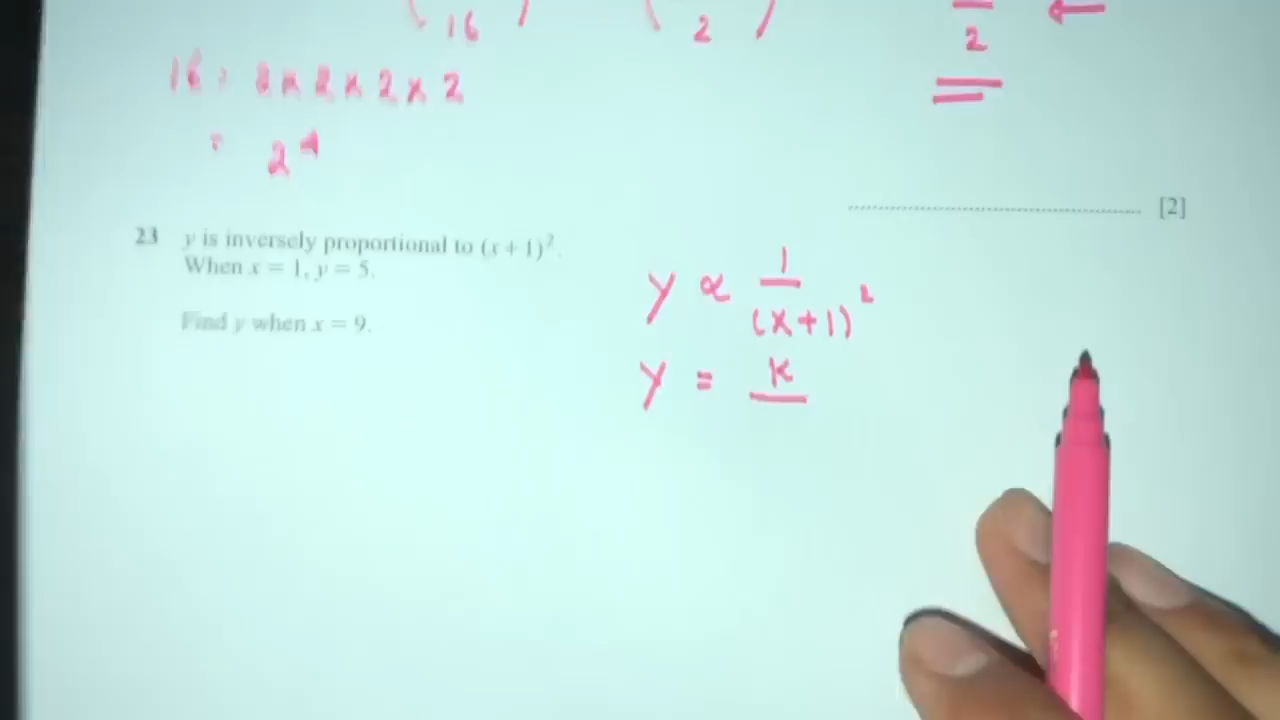 ( 16 ) ( 2 ) 2
16 = 2 × 2 × 2 × 2
= 2⁴
[2]
23 y is inversely proportional to (x + 1)².
When x = 1, y = 5.
Find y when x = 9.
y ∝ 1/(x+1)²
y = K